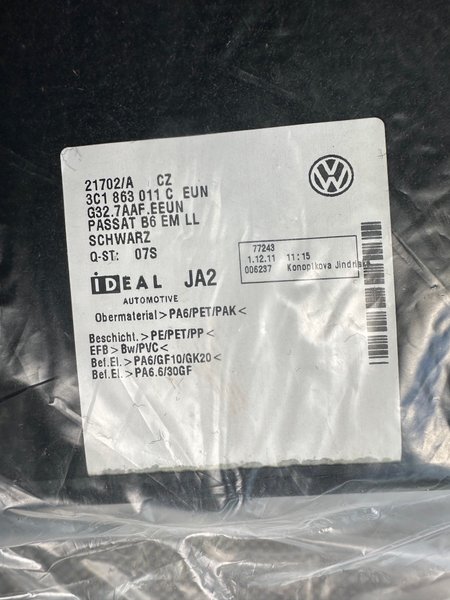 21702/A CZ
3C1 863 011 C EUN
G32.7AAF.EEUN
PASSAT B6 EM LL
SCHWARZ
Q-ST: 07S
77243
1.12.11 11:15
006237 Konopikova Jindris
iDEAL JA2
AUTOMOTIVE
Obermaterial>PA6/PET/PAK<
Beschicht.>PE/PET/PP<
EFB>Bw/PVC<
Bef.El.>PA6/GF10/GK20<
Bef.El.>PA6.6/30GF